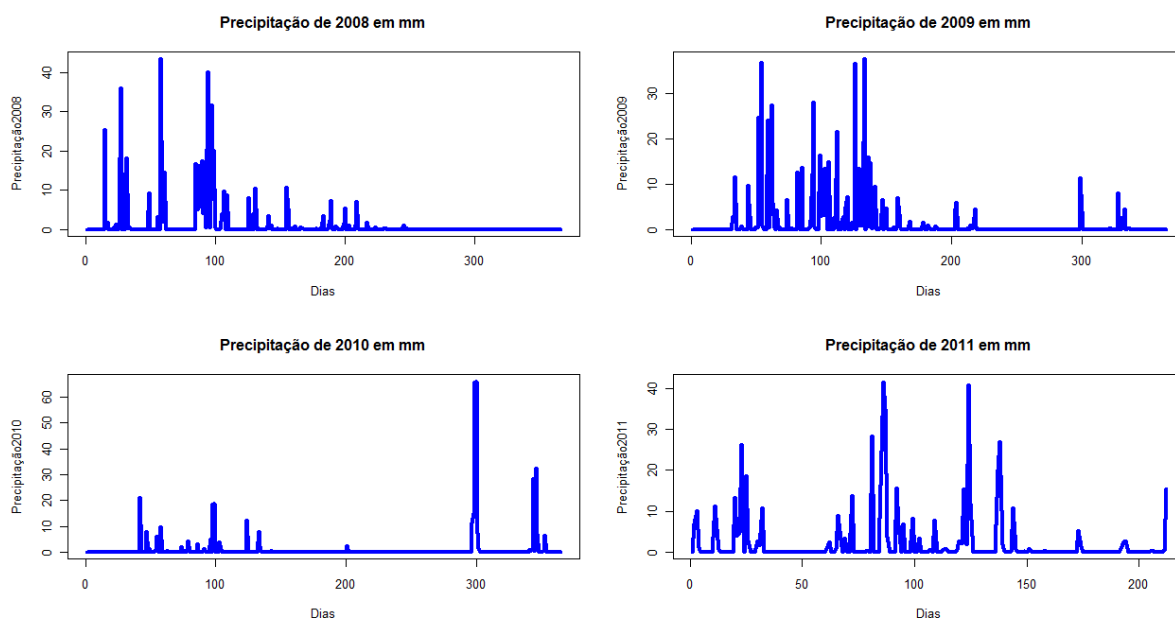 Precipitação de 2008 em mm
Precipitação2008
40
30
20
10
0
0 100 200 300
Dias
Precipitação de 2009 em mm
Precipitação2009
30
20
10
0
0 100 200 300
Dias
Precipitação de 2010 em mm
Precipitação2010
60
50
40
30
20
10
0
0 100 200 300
Dias
Precipitação de 2011 em mm
Precipitação2011
40
30
20
10
0
0 50 100 150 200
Dias